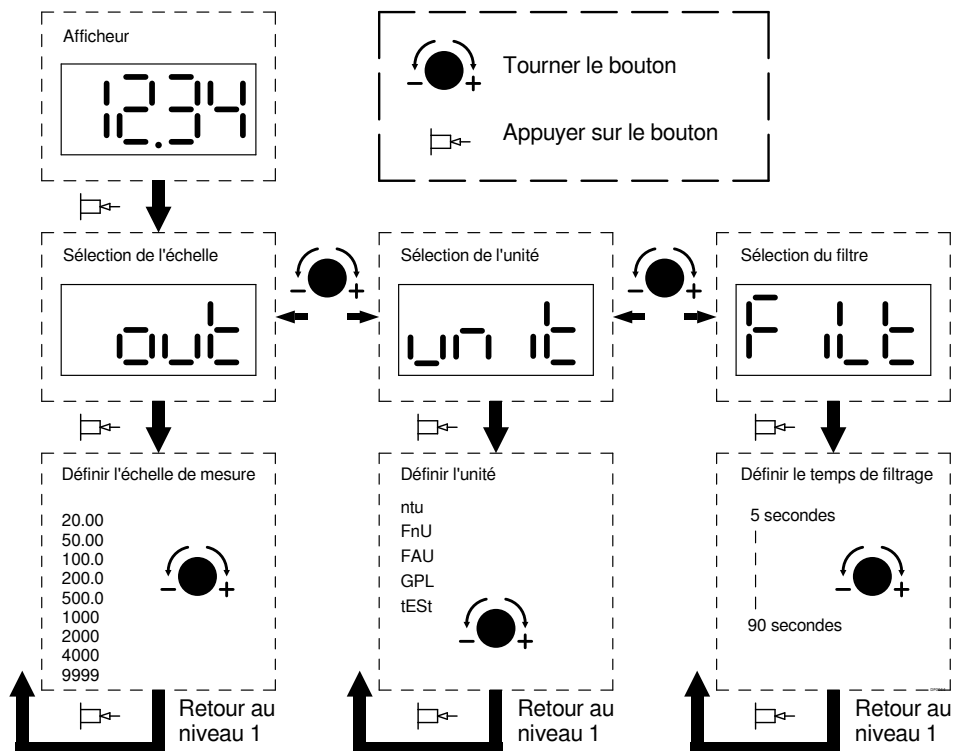 Afficheur
12.34
Tourner le bouton
Appuyer sur le bouton
Sélection de l'échelle
out
Sélection de l'unité
unit
Sélection du filtre
FiLt
Définir l'échelle de mesure
20.00
50.00
100.0
200.0
500.0
1000
2000
4000
9999
Définir l'unité
ntu
FnU
FAU
GPL
tESt
Définir le temps de filtrage
5 secondes
90 secondes
Retour au
niveau 1
Retour au
niveau 1
Retour au
niveau 1